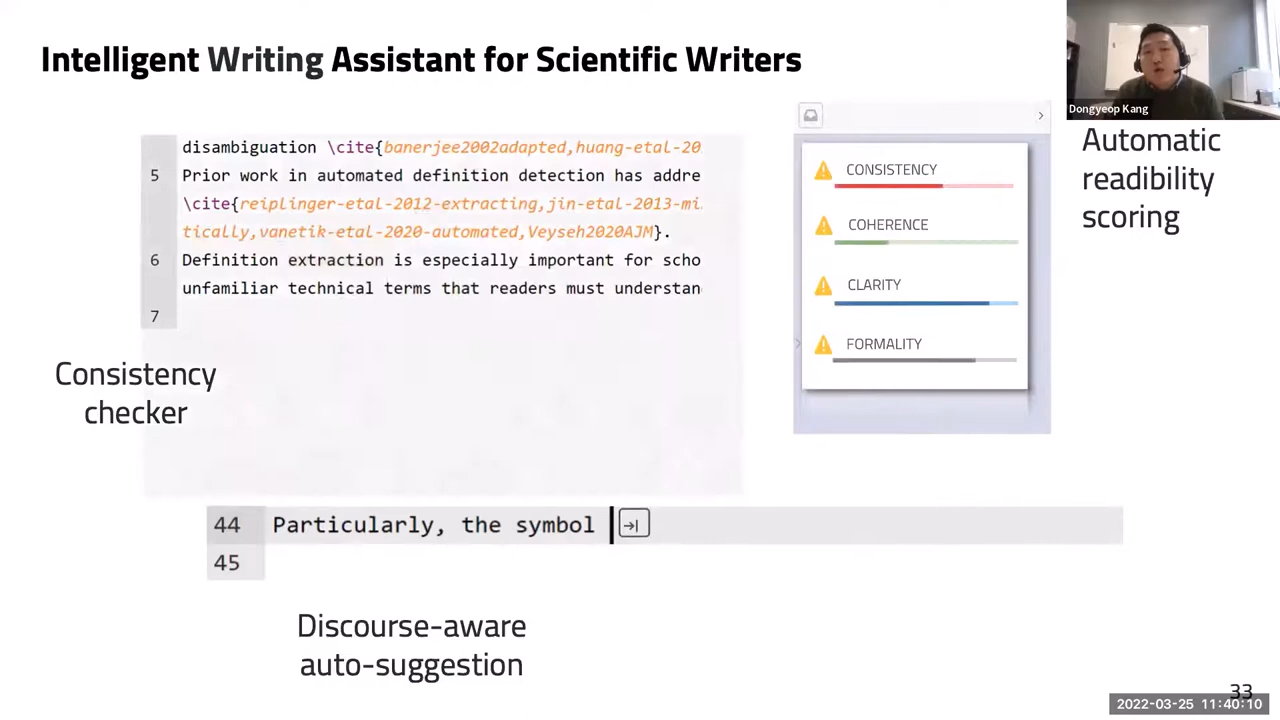 Intelligent Writing Assistant for Scientific Writers
Dongyeop Kang
disambiguation \cite{banerjee2002adapted,huang-etal-20
5 Prior work in automated definition detection has addre
\cite{reiplinger-etal-2012-extracting,jin-etal-2013-mi
tically,vanetik-etal-2020-automated,Veyseh2020AJM}.
6 Definition extraction is especially important for scho
unfamiliar technical terms that readers must understan
7
CONSISTENCY
COHERENCE
CLARITY
FORMALITY
Automatic
readibility
scoring
Consistency
checker
44 Particularly, the symbol
45
Discourse-aware
auto-suggestion
33
2022-03-25 11:40:10